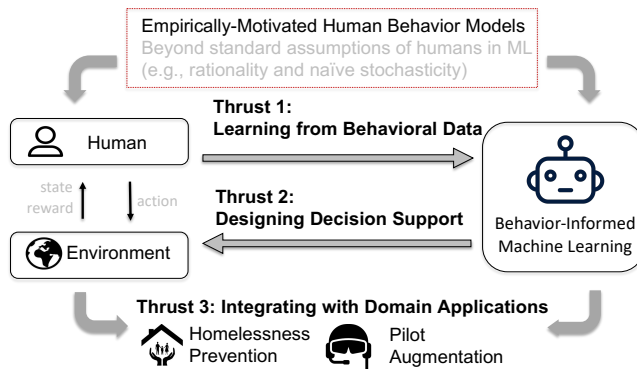 Empirically-Motivated Human Behavior Models
Beyond standard assumptions of humans in ML
(e.g., rationality and naïve stochasticity)
Thrust 1:
Learning from Behavioral Data
Human
state
reward
action
Thrust 2:
Designing Decision Support
Environment
Behavior-Informed
Machine Learning
Thrust 3: Integrating with Domain Applications
Homelessness
Prevention
Pilot
Augmentation